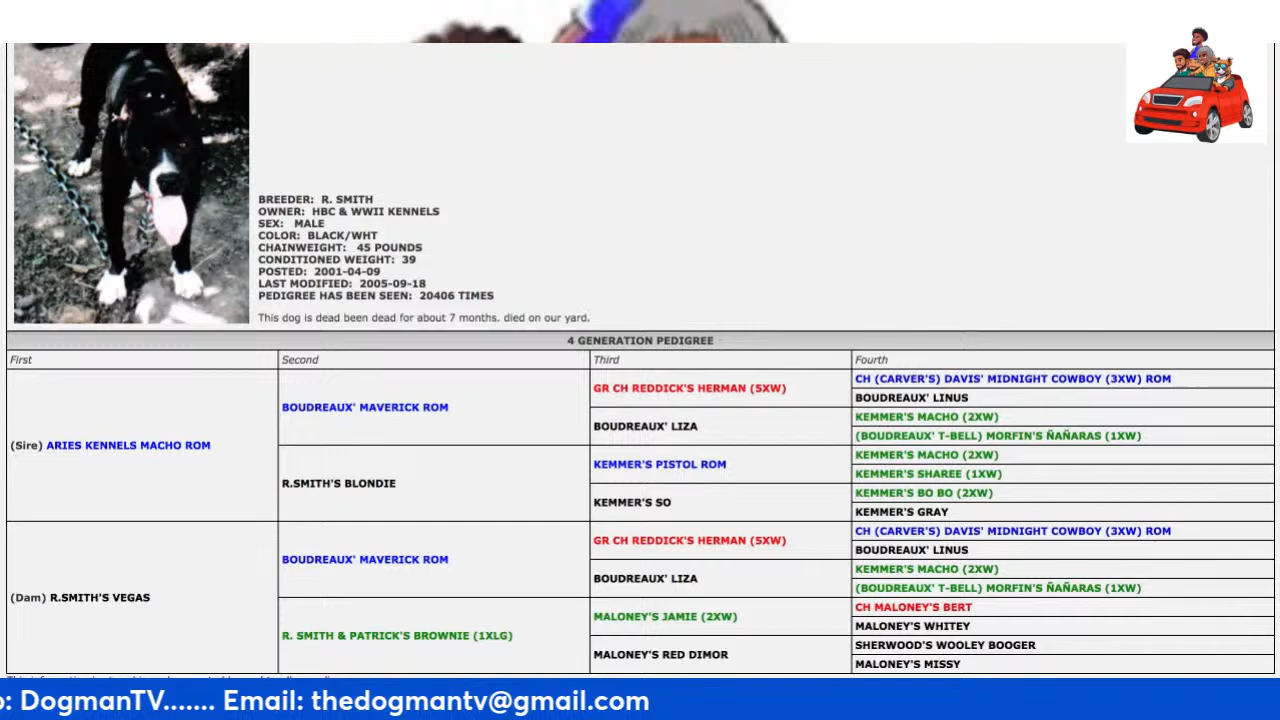 BREEDER: R. SMITH
OWNER: HBC & WWII KENNELS
SEX: MALE
COLOR: BLACK/WHT
CHAINWEIGHT: 45 POUNDS
CONDITIONED WEIGHT: 39
POSTED: 2001-04-09
LAST MODIFIED: 2005-09-18
PEDIGREE HAS BEEN SEEN: 20406 TIMES
This dog is dead been dead for about 7 months. died on our yard.
4 GENERATION PEDIGREE
First Second Third Fourth
(Sire) ARIES KENNELS MACHO ROM
BOUDREAUX' MAVERICK ROM
GR CH REDDICK'S HERMAN (5XW)
CH (CARVER'S) DAVIS' MIDNIGHT COWBOY (3XW) ROM
BOUDREAUX' LINUS
BOUDREAUX' LIZA
KEMMER'S MACHO (2XW)
(BOUDREAUX' T-BELL) MORFIN'S ÑAÑARAS (1XW)
R.SMITH'S BLONDIE
KEMMER'S PISTOL ROM
KEMMER'S MACHO (2XW)
KEMMER'S SHAREE (1XW)
KEMMER'S SO
KEMMER'S BO BO (2XW)
KEMMER'S GRAY
(Dam) R.SMITH'S VEGAS
BOUDREAUX' MAVERICK ROM
GR CH REDDICK'S HERMAN (5XW)
CH (CARVER'S) DAVIS' MIDNIGHT COWBOY (3XW) ROM
BOUDREAUX' LINUS
BOUDREAUX' LIZA
KEMMER'S MACHO (2XW)
(BOUDREAUX' T-BELL) MORFIN'S ÑAÑARAS (1XW)
R. SMITH & PATRICK'S BROWNIE (1XLG)
MALONEY'S JAMIE (2XW)
CH MALONEY'S BERT
MALONEY'S WHITEY
MALONEY'S RED DIMOR
SHERWOOD'S WOOLEY BOOGER
MALONEY'S MISSY
: DogmanTV....... Email: thedogmantv@gmail.com